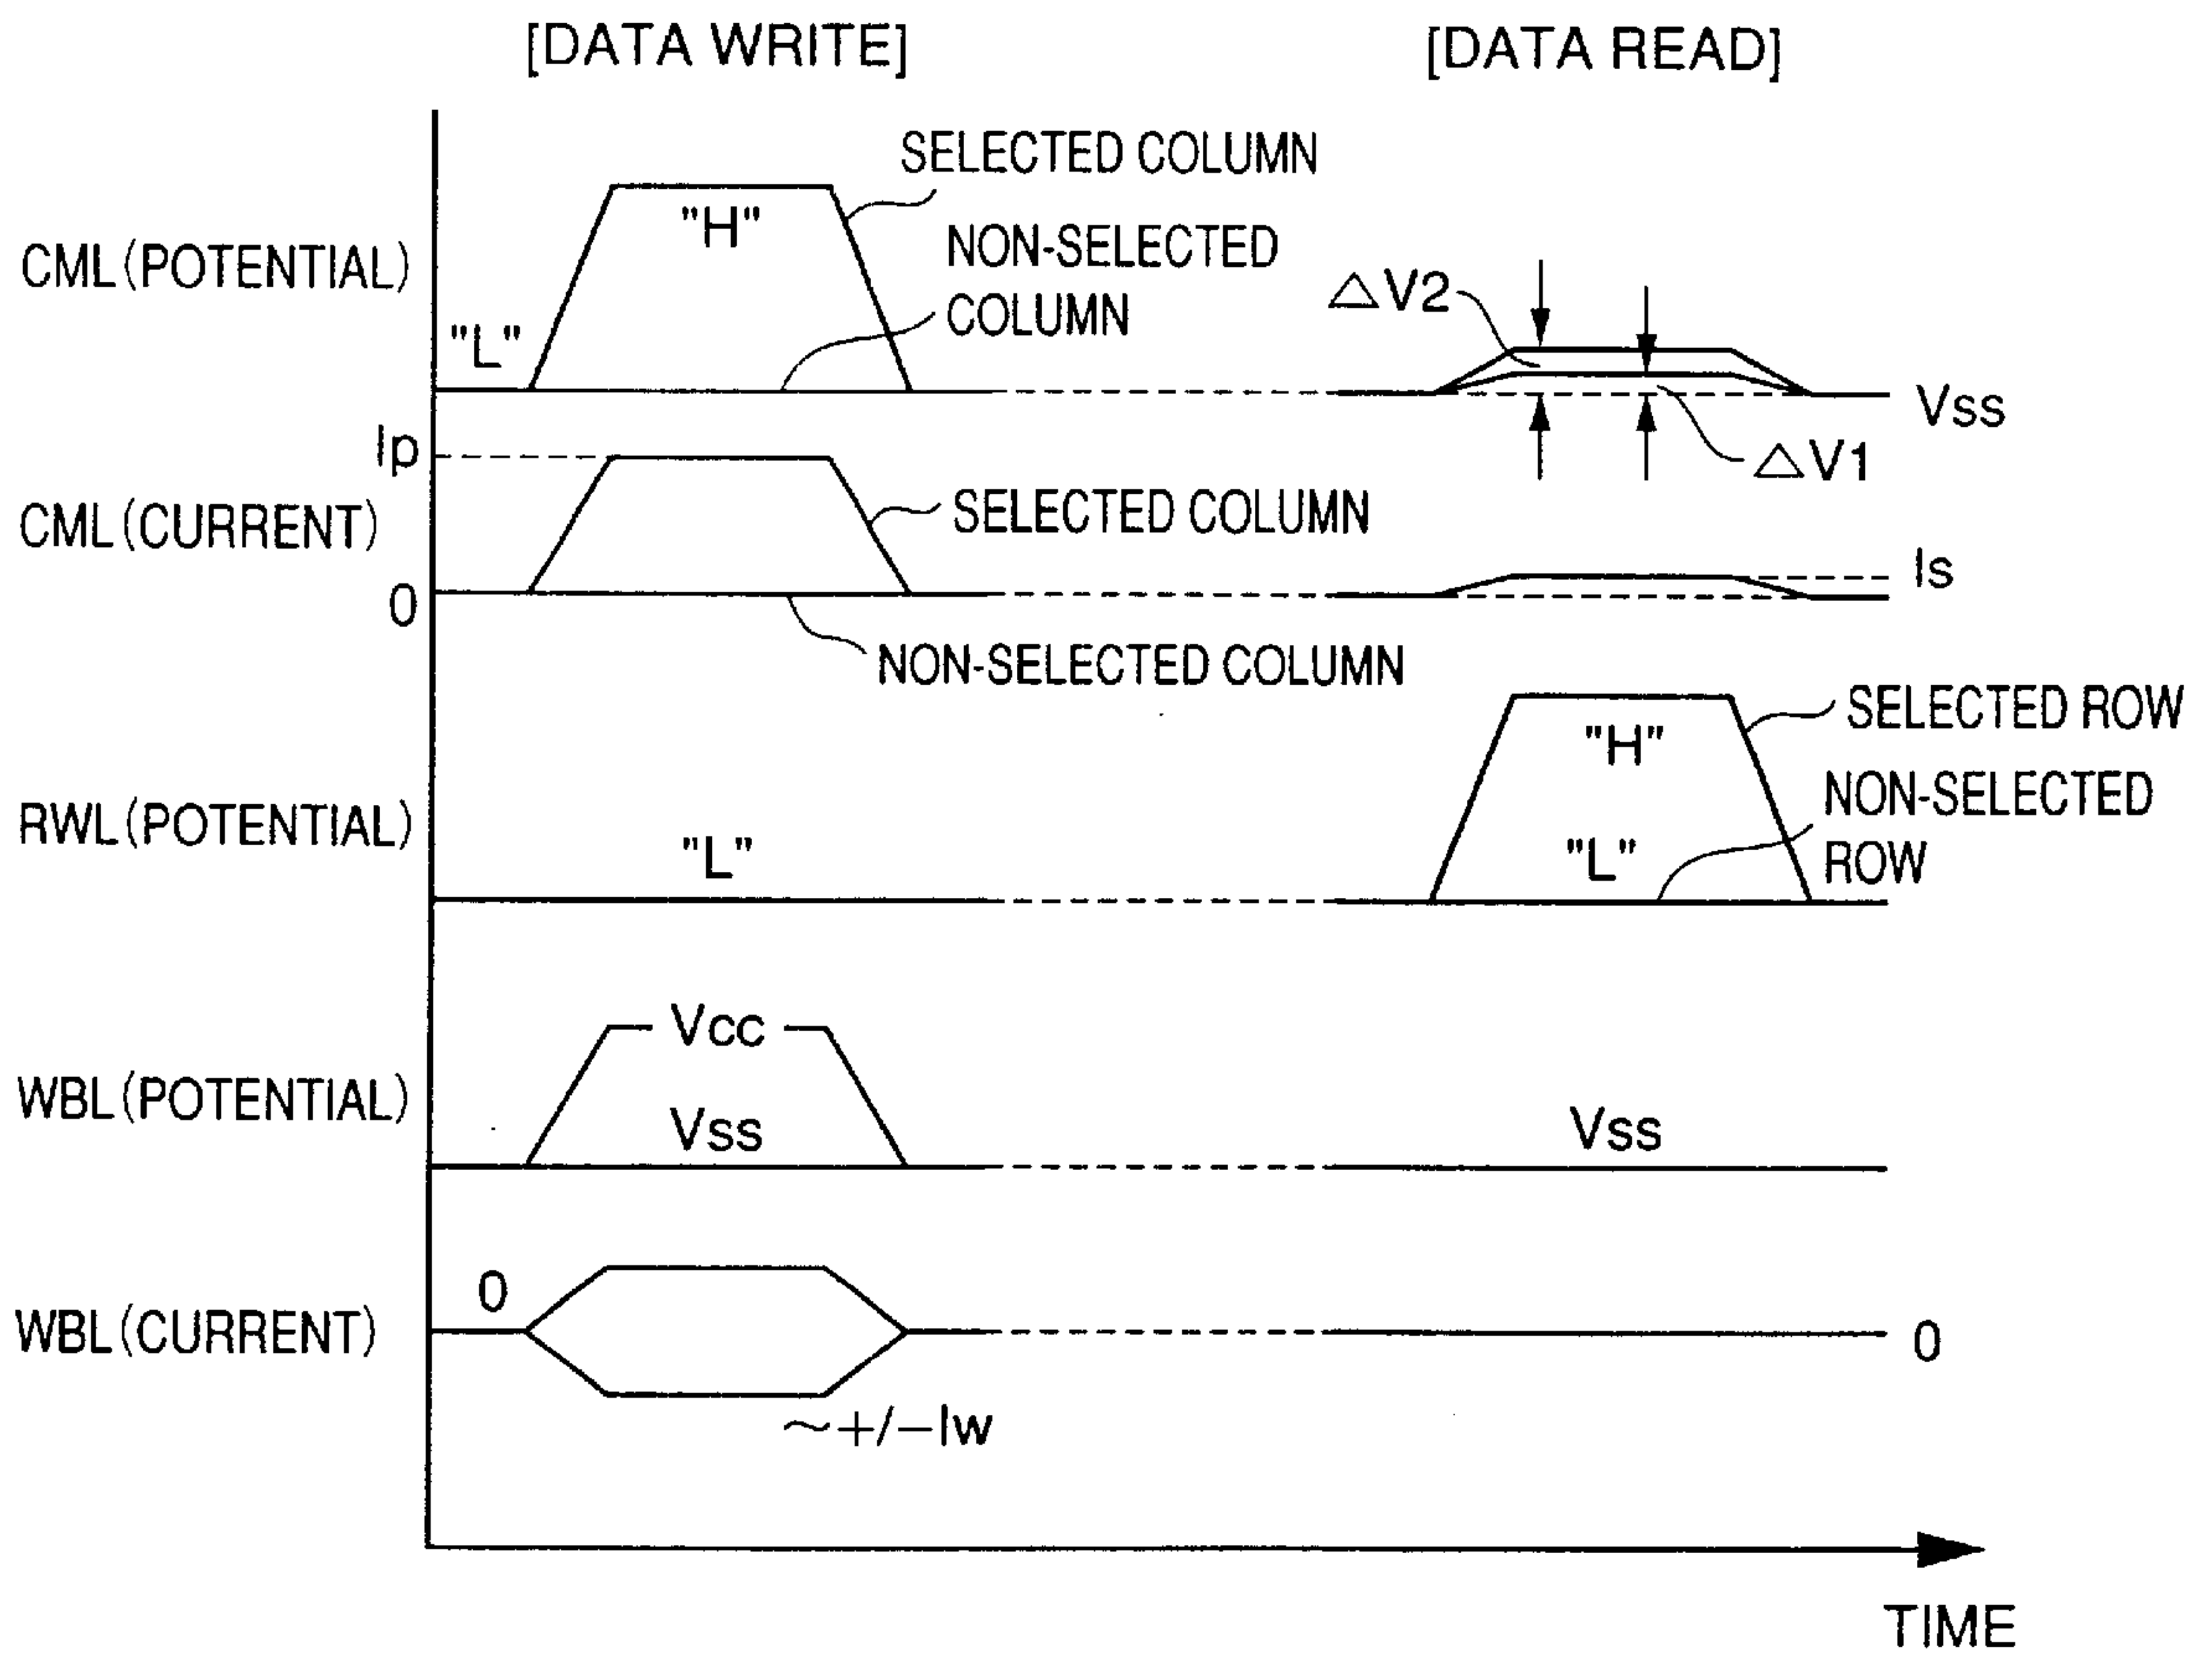 [DATA WRITE]
[DATA READ]
SELECTED COLUMN
"H"
NON-SELECTED
COLUMN
CML(POTENTIAL)
"L"
△V2
Vss
△V1
Ip
CML(CURRENT)
SELECTED COLUMN
Is
0
NON-SELECTED COLUMN
SELECTED ROW
"H"
NON-SELECTED
ROW
RWL(POTENTIAL)
"L"
"L"
Vcc
WBL(POTENTIAL)
Vss
Vss
0
WBL(CURRENT)
0
~+/-Iw
TIME